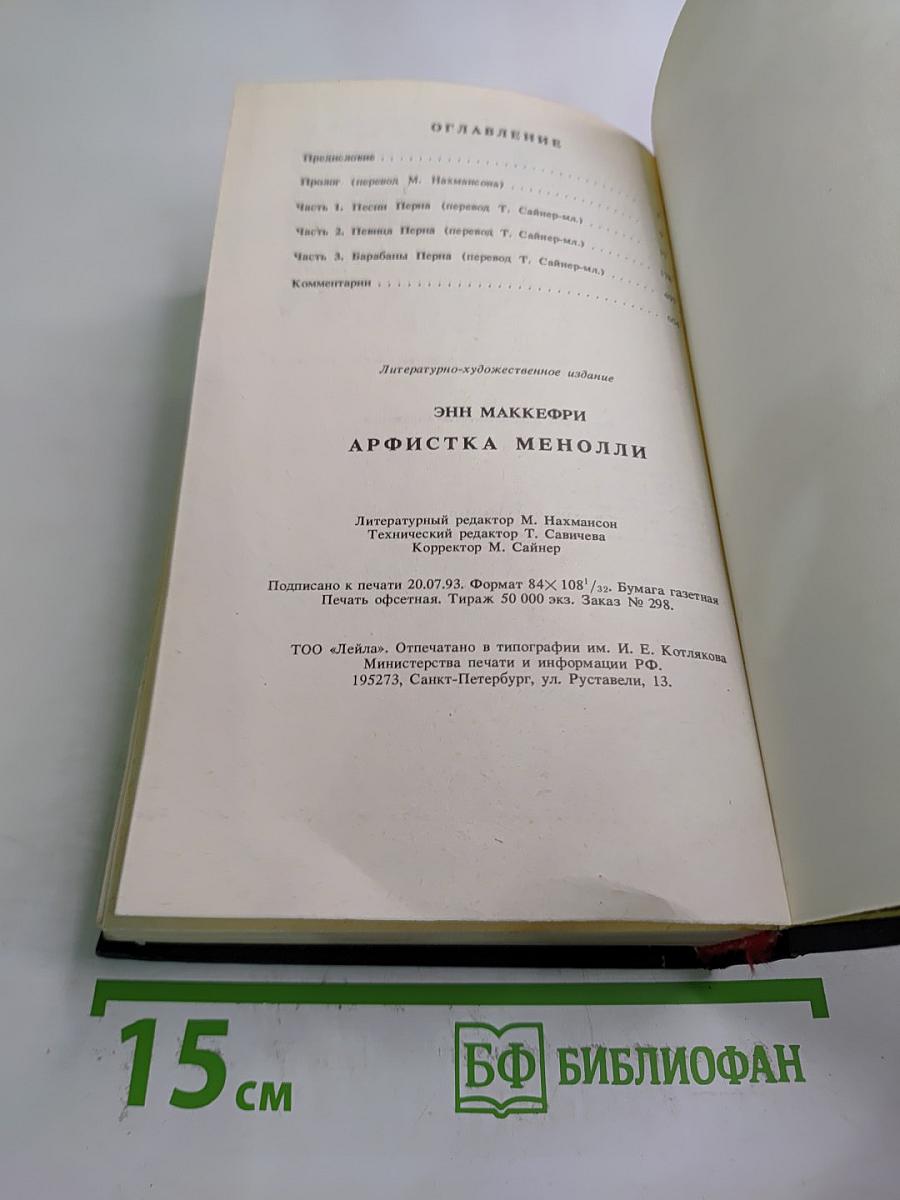 ОГЛАВЛЕНИЕ
Предисловие . . . . . . . . . . . . . . . . . . . . . .
Пролог (перевод М. Нахмансона) . . . . . . . . . .
Часть 1. Песни Перна (перевод Т. Сайнер-мл.) . . . .
Часть 2. Певица Перна (перевод Т. Сайнер-мл.) . . . .
Часть 3. Барабаны Перна (перевод Т. Сайнер-мл.) . . . .
Комментарии . . . . . . . . . . . . . . . . . . . . . .
Литературно-художественное издание
ЭНН МАККЕФРИ
АРФИСТКА МЕНОЛЛИ
Литературный редактор М. Нахмансон
Технический редактор Т. Савичева
Корректор М. Сайнер
Подписано к печати 20.07.93. Формат 84×108¹/₃₂. Бумага газетная
Печать офсетная. Тираж 50 000 экз. Заказ № 298.
ТОО «Лейла». Отпечатано в типографии им. И. Е. Котлякова
Министерства печати и информации РФ.
195273, Санкт-Петербург, ул. Руставели, 13.
15 см
БФ БИБЛИОФАН